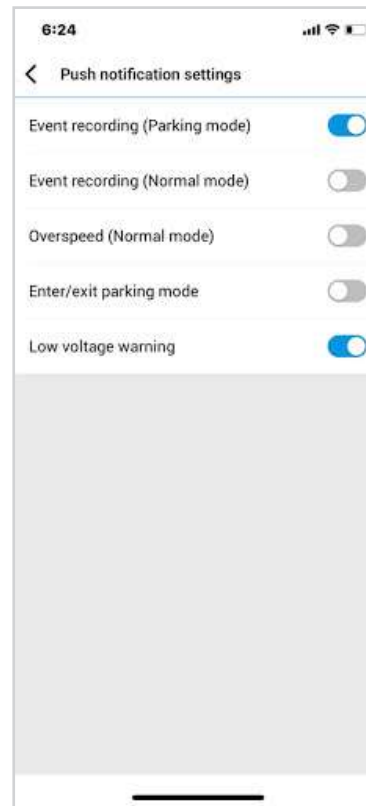 6:24
Push notification settings
Event recording (Parking mode)
Event recording (Normal mode)
Overspeed (Normal mode)
Enter/exit parking mode
Low voltage warning